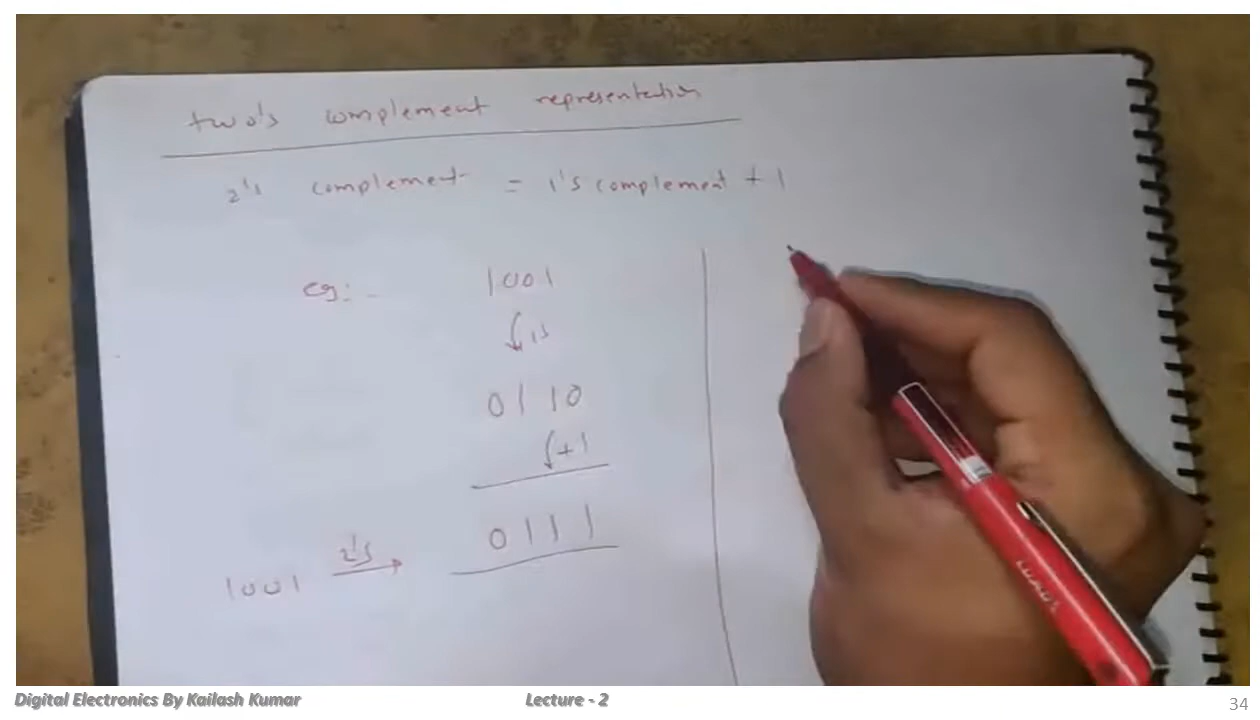 two's complement representation
2's complement = 1's complement + 1
eg: - 1001
1s
0110
+1
0111
1001 2's →
Digital Electronics By Kailash Kumar
Lecture - 2
34